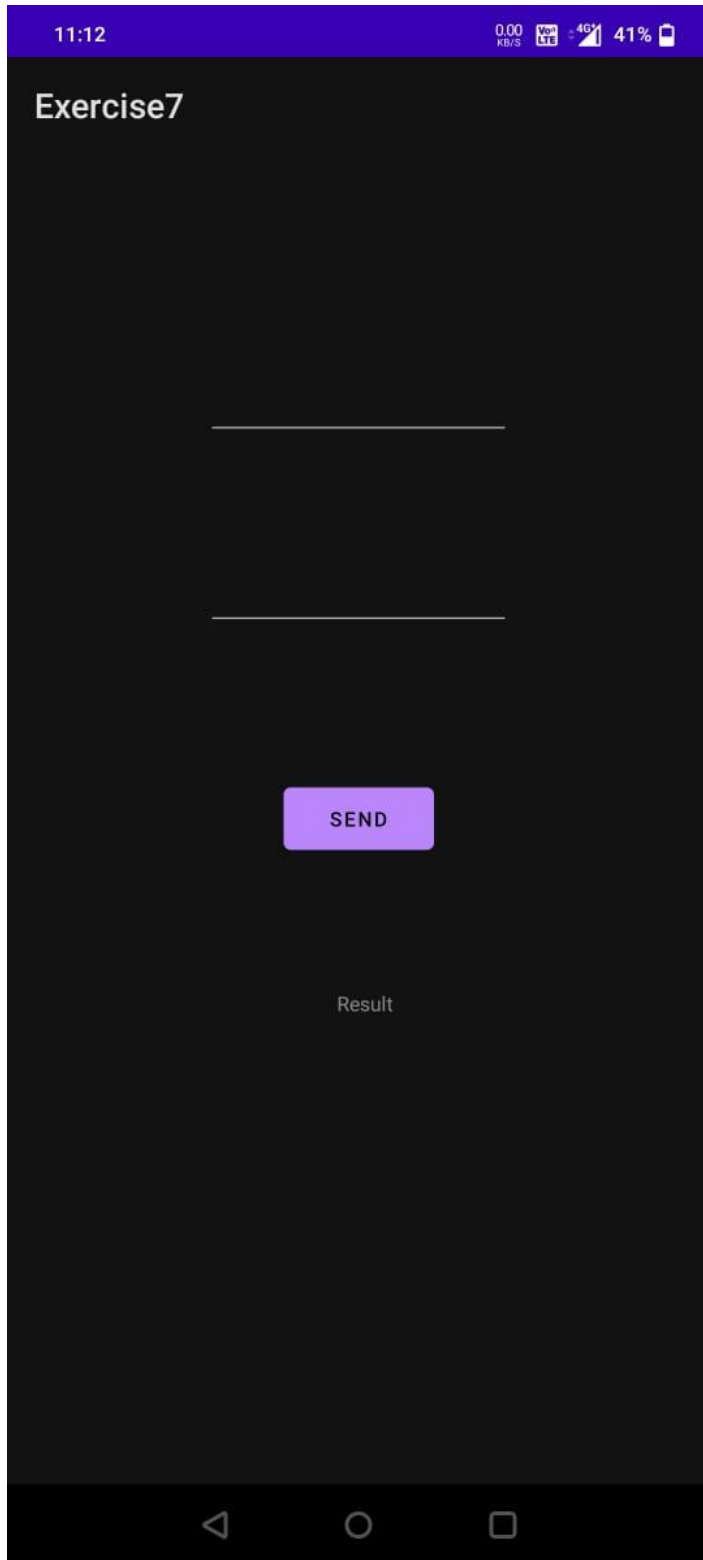 11:12 0.00 KB/S Vo)) LTE 4G+ 41%
Exercise7
SEND
Result